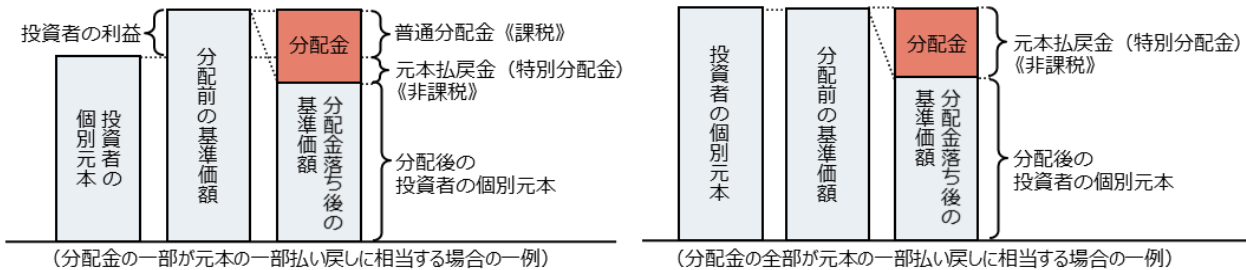 投資者の利益
投資者の
個別元本
分配前の基準価額
分配金
分配金落ち後の
基準価額
普通分配金《課税》
元本払戻金（特別分配金）
《非課税》
分配後の
投資者の個別元本
（分配金の一部が元本の一部払い戻しに相当する場合の一例）
投資者の個別元本
分配前の基準価額
分配金
分配金落ち後の
基準価額
元本払戻金（特別分配金）
《非課税》
分配後の
投資者の個別元本
（分配金の全部が元本の一部払い戻しに相当する場合の一例）